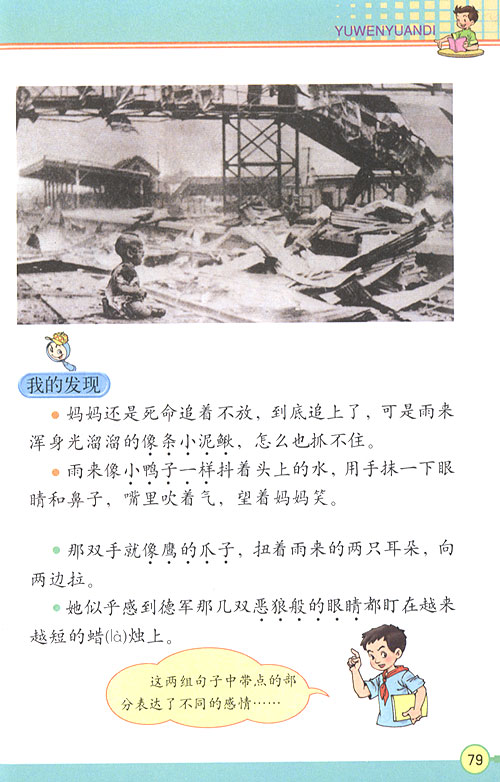 YUWENYUANDI
我的发现
妈妈还是死命追着不放，到底追上了，可是雨来
浑身光溜溜的像条小泥鳅，怎么也抓不住。
雨来像小鸭子一样抖着头上的水，用手抹一下眼
睛和鼻子，嘴里吹着气，望着妈妈笑。
那双手就像鹰的爪子，扭着雨来的两只耳朵，向
两边拉。
她似乎感到德军那几双恶狼般的眼睛都盯在越来
越短的蜡(là)烛上。
这两组句子中带点的部
分表达了不同的感情……
79